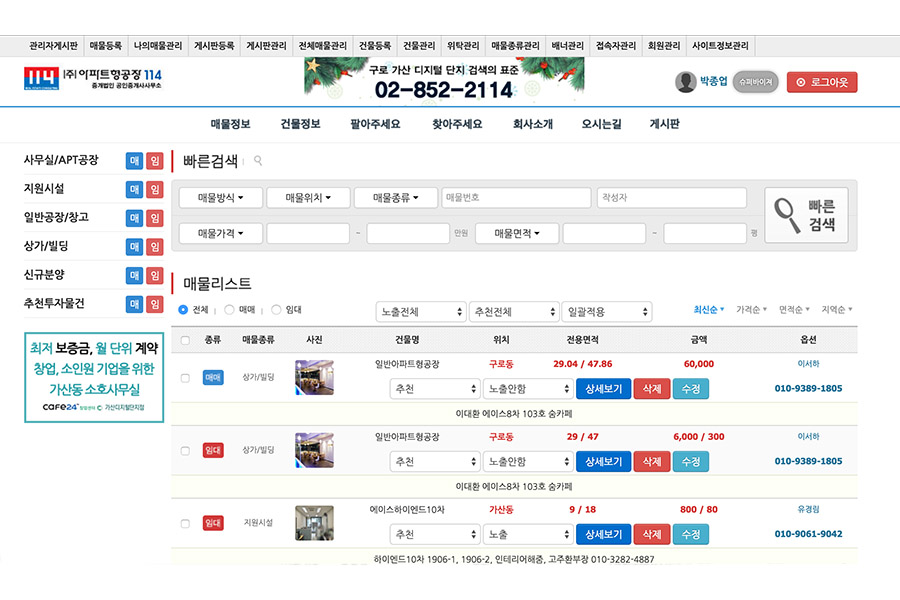 관리자게시판 매물등록 나의매물관리 게시판등록 게시판관리 전체매물관리 건물등록 건물관리 위탁관리 매물종류관리 배너관리 접속자관리 회원관리 사이트정보관리
114 (주)아파트형공장 114
중개법인 공인중개사사무소
구로 가산 디지털 단지 검색의 표준
02-852-2114
박종업 슈퍼바이저 로그아웃
매물정보 건물정보 팔아주세요 찾아주세요 회사소개 오시는길 게시판
사무실/APT공장 매 임
지원시설 매 임
일반공장/창고 매 임
상가/빌딩 매 임
신규분양 매 임
추천투자물건 매 임
최저 보증금, 월 단위 계약
창업, 소인원 기업을 위한
가산동 소호사무실
cafe24 창업센터 © 가산디지털단지점
빠른검색
매물방식 매물위치 매물종류 매물번호 작성자
매물가격 - 만원 매물면적 - 평
빠른
검색
매물리스트
전체 | 매매 | 임대 노출전체 추천전체 일괄적용 최신순 가격순 면적순 지역순
종류 매물종류 사진 건물명 위치 전용면적 금액 옵션
매매 상가/빌딩 일반아파트형공장 구로동 29.04 / 47.86 60,000 이서하
추천 노출안함 상세보기 삭제 수정 010-9389-1805
이대환 에이스8차 103호 숨카페
임대 상가/빌딩 일반아파트형공장 구로동 29 / 47 6,000 / 300 이서하
추천 노출안함 상세보기 삭제 수정 010-9389-1805
이대환 에이스8차 103호 숨카페
임대 지원시설 에이스하이엔드10차 가산동 9 / 18 800 / 80 유경림
추천 노출 상세보기 삭제 수정 010-9061-9042
하이엔드10차 1906-1, 1906-2, 인테리어해줌, 고주환부장 010-3282-4887